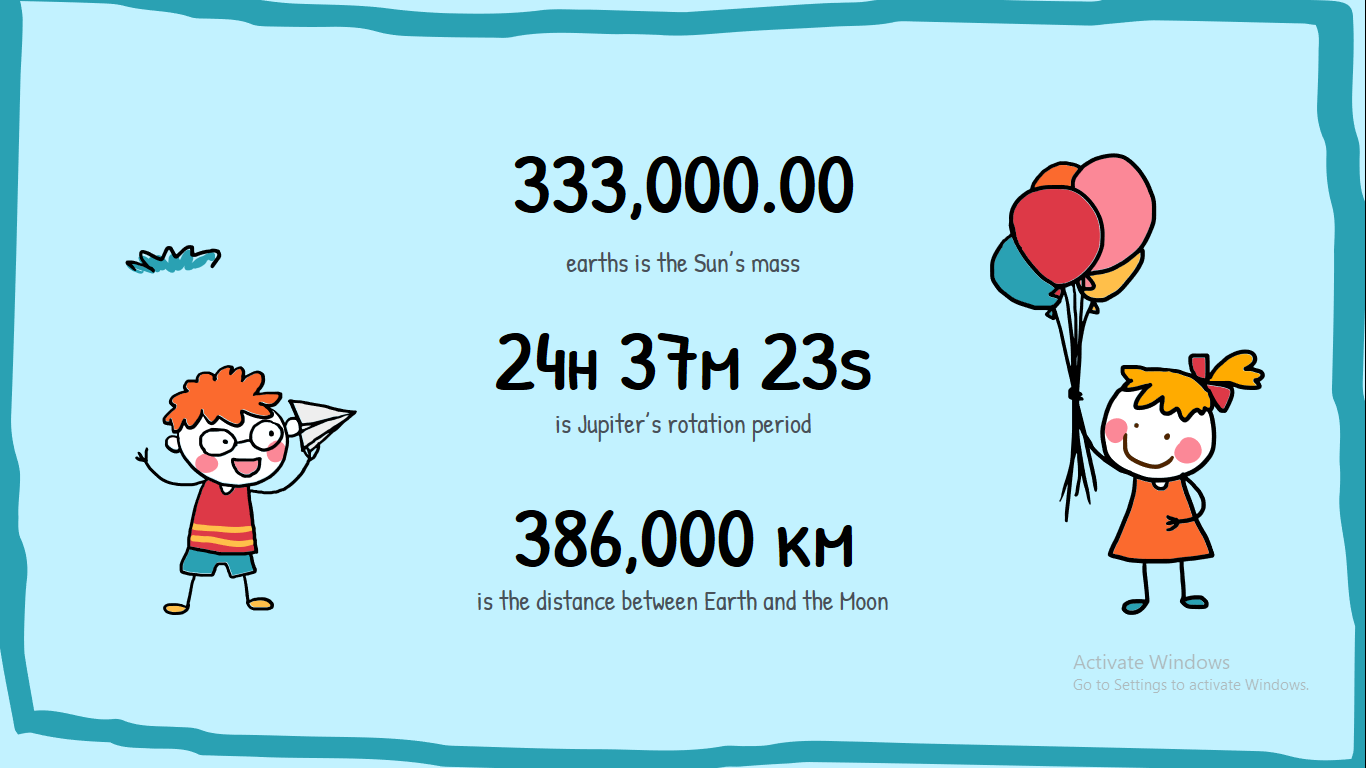 333,000.00
earths is the Sun's mass
24H 37M 23S
is Jupiter's rotation period
386,000 KM
is the distance between Earth and the Moon
Activate Windows
Go to Settings to activate Windows.